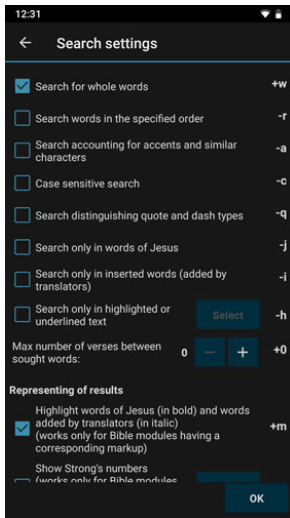 12:31
Search settings
Search for whole words +w
Search words in the specified order -r
Search accounting for accents and similar
characters -a
Case sensitive search -c
Search distinguishing quote and dash types -q
Search only in words of Jesus -j
Search only in inserted words (added by
translators) -i
Search only in highlighted or
underlined text Select -h
Max number of verses between
sought words: 0 − + +0
Representing of results
Highlight words of Jesus (in bold) and words
added by translators (in italic)
(works only for Bible modules having a
corresponding markup) +m
Show Strong's numbers
(works only for Bible modules
OK